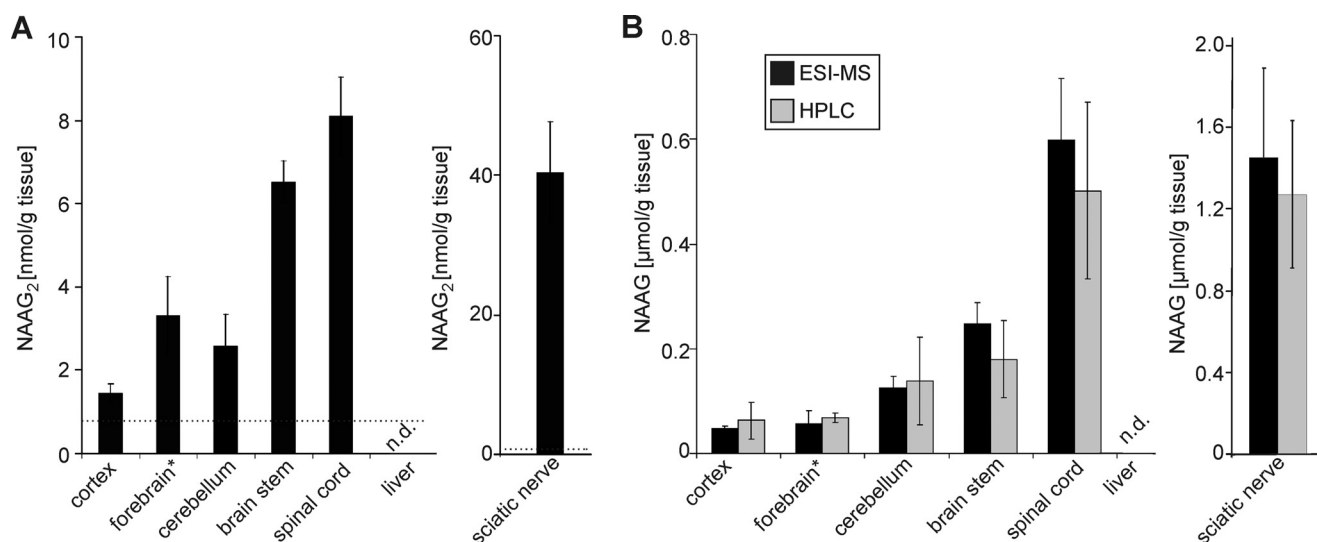 A
NAAG₂ [nmol/g tissue]
10
8
6
4
2
0
cortex
forebrain*
cerebellum
brain stem
spinal cord
n.d.
liver
NAAG₂ [nmol/g tissue]
60
40
20
0
sciatic nerve
B
NAAG [µmol/g tissue]
0.8
0.6
0.4
0.2
0
ESI-MS
HPLC
cortex
forebrain*
cerebellum
brain stem
spinal cord
n.d.
liver
NAAG [µmol/g tissue]
2.0
1.6
1.2
0.8
0.4
0
sciatic nerve